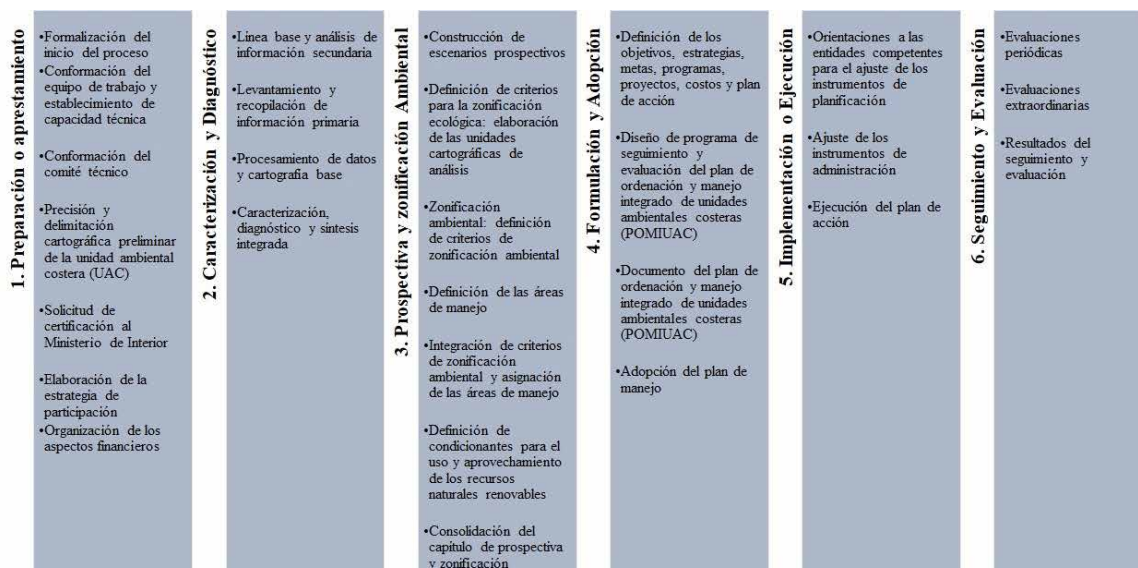 1. Preparación o aprestamiento
•Formalización del
inicio del proceso
•Conformación del
equipo de trabajo y
establecimiento de
capacidad técnica
•Conformación del
comité técnico
•Precisión y
delimitación
cartográfica preliminar
de la unidad ambiental
costera (UAC)
•Solicitud de
certificación al
Ministerio de Interior
•Elaboración de la
estrategia de
participación
•Organización de los
aspectos financieros
2. Caracterización y Diagnóstico
•Línea base y análisis de
información secundaria
•Levantamiento y
recopilación de
información primaria
•Procesamiento de datos
y cartografía base
•Caracterización,
diagnóstico y síntesis
integrada
3. Prospectiva y zonificación Ambiental
•Construcción de
escenarios prospectivos
•Definición de criterios
para la zonificación
ecológica: elaboración
de las unidades
cartográficas de
análisis
•Zonificación
ambiental: definición
de criterios de
zonificación ambiental
•Definición de las áreas
de manejo
•Integración de criterios
de zonificación
ambiental y asignación
de las áreas de manejo
•Definición de
condicionantes para el
uso y aprovechamiento
de los recursos
naturales renovables
•Consolidación del
capítulo de prospectiva
y zonificación
4. Formulación y Adopción
•Definición de los
objetivos, estrategias,
metas, programas,
proyectos, costos y plan
de acción
•Diseño de programa de
seguimiento y
evaluación del plan de
ordenación y manejo
integrado de unidades
ambientales costeras
(POMIUAC)
•Documento del plan de
ordenación y manejo
integrado de unidades
ambientales costeras
(POMIUAC)
•Adopción del plan de
manejo
5. Implementación o Ejecución
•Orientaciones a las
entidades competentes
para el ajuste de los
instrumentos de
planificación
•Ajuste de los
instrumentos de
administración
•Ejecución del plan de
acción
6. Seguimiento y Evaluación
•Evaluaciones
periódicas
•Evaluaciones
extraordinarias
•Resultados del
seguimiento y
evaluación